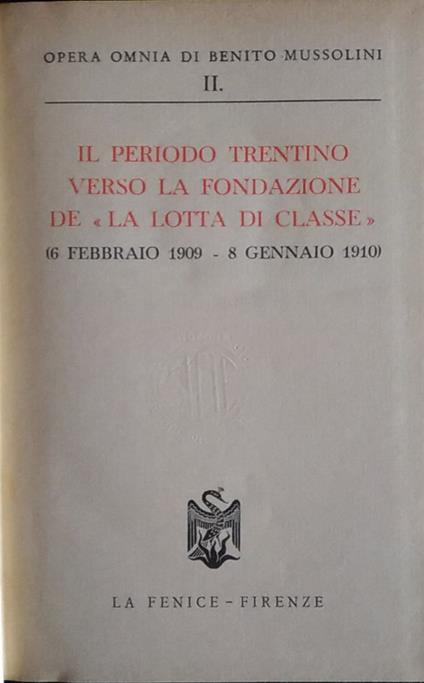 OPERA OMNIA DI BENITO MUSSOLINI
II.
IL PERIODO TRENTINO
VERSO LA FONDAZIONE
DE « LA LOTTA DI CLASSE »
(6 FEBBRAIO 1909 - 8 GENNAIO 1910)
LA FENICE - FIRENZE